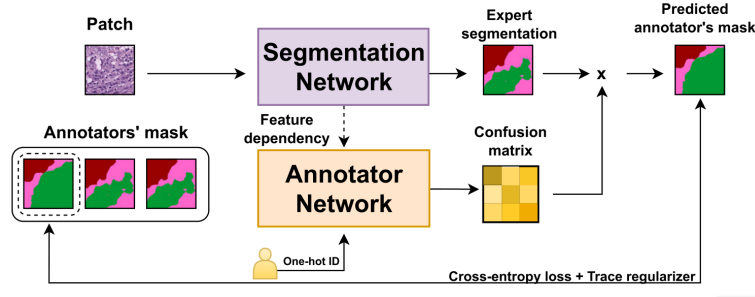 Patch
Segmentation
Network
Expert
segmentation
x
Predicted
annotator's mask
Feature
dependency
Annotators' mask
Annotator
Network
Confusion
matrix
One-hot ID
Cross-entropy loss + Trace regularizer